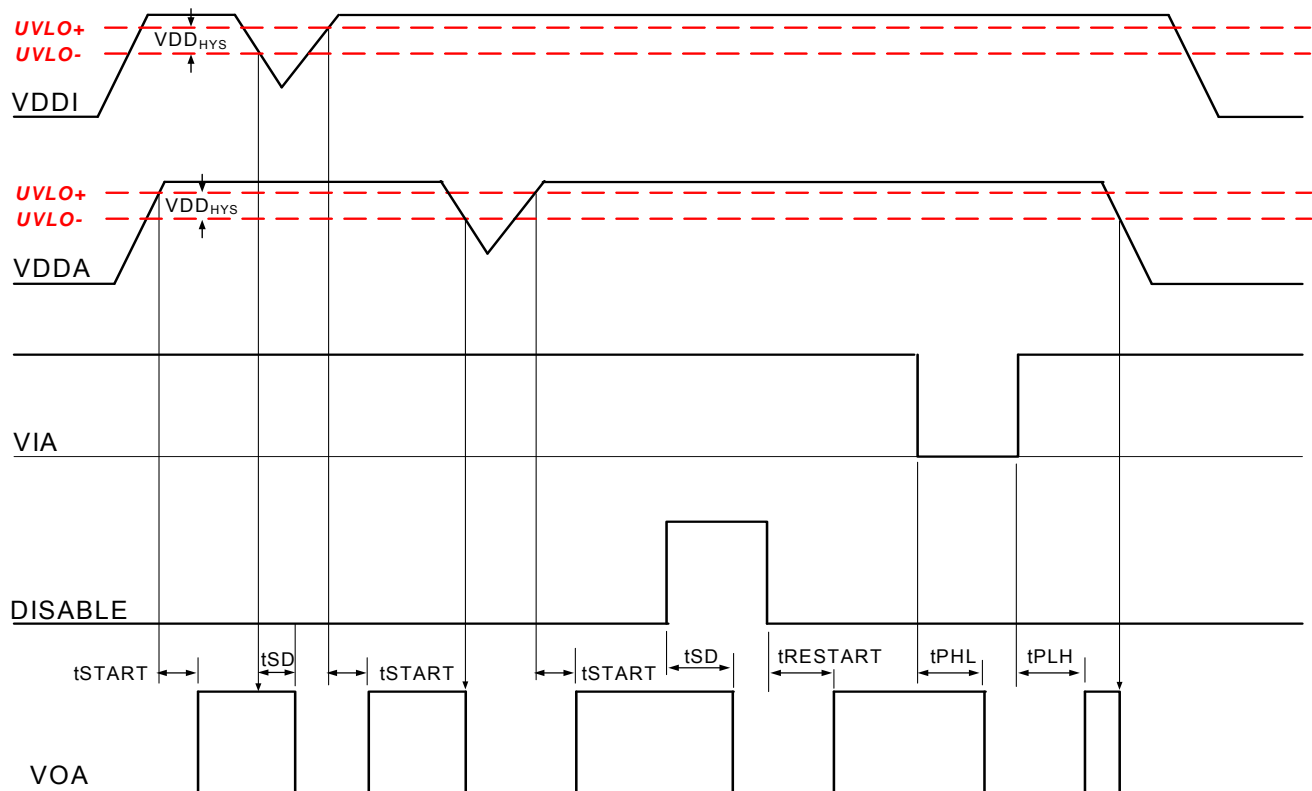 UVLO+
VDDHYS
UVLO-
VDDI
UVLO+
VDDHYS
UVLO-
VDDA
VIA
DISABLE
tSTART
tSD
tSTART
tSTART
tSD
tRESTART
tPHL
tPLH
VOA